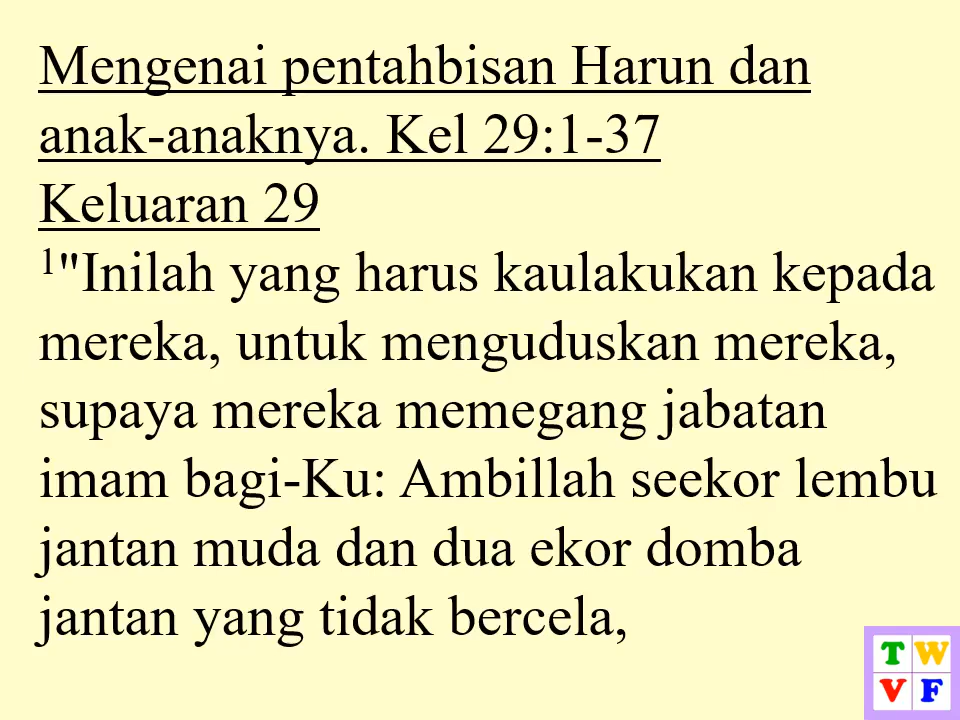 Mengenai pentahbisan Harun dan
anak-anaknya. Kel 29:1-37
Keluaran 29
¹"Inilah yang harus kaulakukan kepada
mereka, untuk menguduskan mereka,
supaya mereka memegang jabatan
imam bagi-Ku: Ambillah seekor lembu
jantan muda dan dua ekor domba
jantan yang tidak bercela,
T W
V F